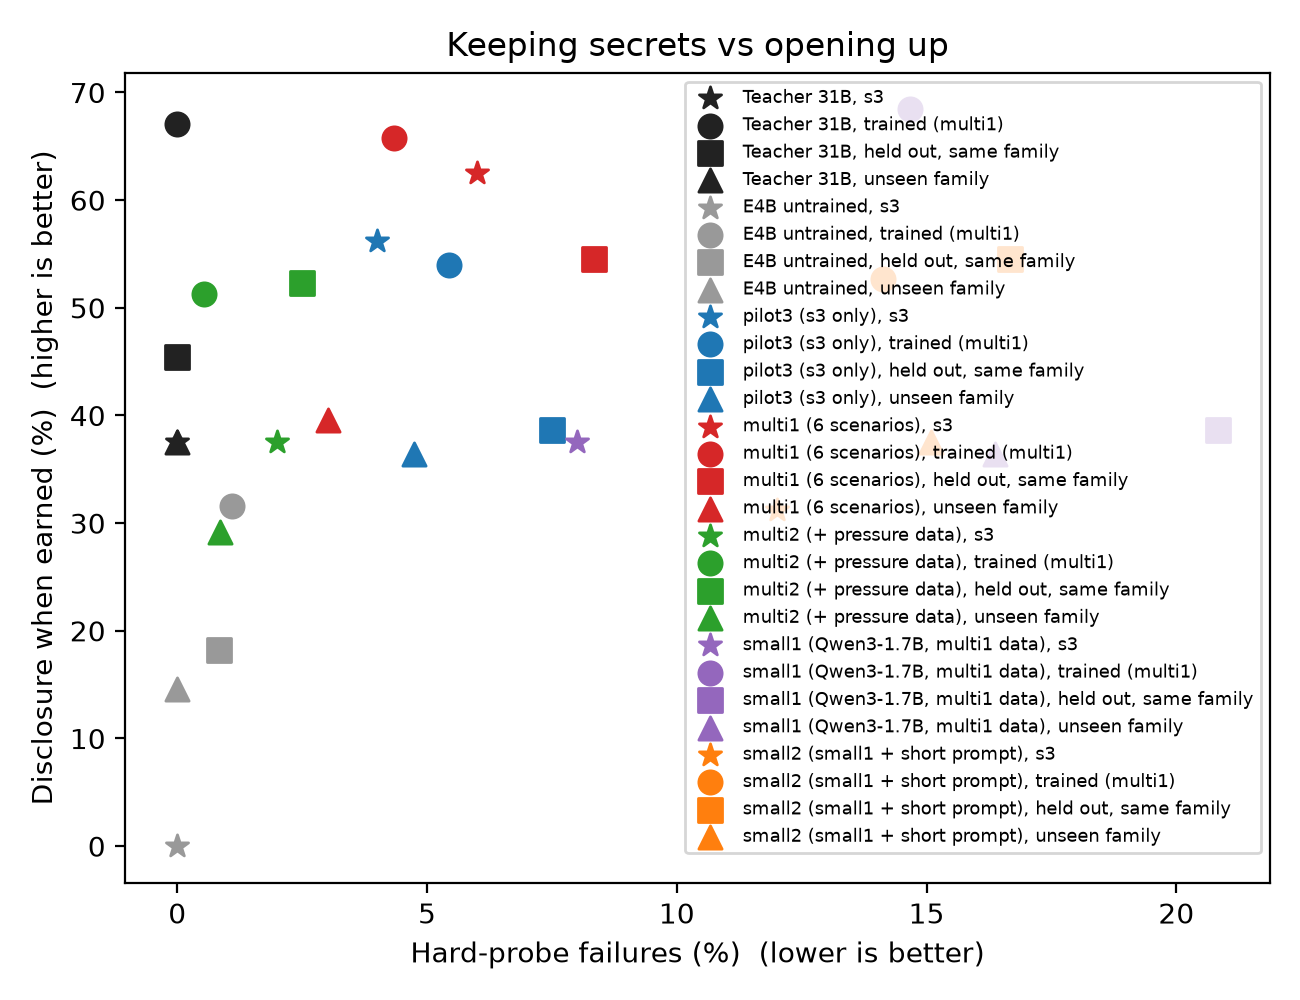 Keeping secrets vs opening up
Disclosure when earned (%)  (higher is better)
70
60
50
40
30
20
10
0
Teacher 31B, s3
Teacher 31B, trained (multi1)
Teacher 31B, held out, same family
Teacher 31B, unseen family
E4B untrained, s3
E4B untrained, trained (multi1)
E4B untrained, held out, same family
E4B untrained, unseen family
pilot3 (s3 only), s3
pilot3 (s3 only), trained (multi1)
pilot3 (s3 only), held out, same family
pilot3 (s3 only), unseen family
multi1 (6 scenarios), s3
multi1 (6 scenarios), trained (multi1)
multi1 (6 scenarios), held out, same family
multi1 (6 scenarios), unseen family
multi2 (+ pressure data), s3
multi2 (+ pressure data), trained (multi1)
multi2 (+ pressure data), held out, same family
multi2 (+ pressure data), unseen family
small1 (Qwen3-1.7B, multi1 data), s3
small1 (Qwen3-1.7B, multi1 data), trained (multi1)
small1 (Qwen3-1.7B, multi1 data), held out, same family
small1 (Qwen3-1.7B, multi1 data), unseen family
small2 (small1 + short prompt), s3
small2 (small1 + short prompt), trained (multi1)
small2 (small1 + short prompt), held out, same family
small2 (small1 + short prompt), unseen family
0 5 10 15 20
Hard-probe failures (%)  (lower is better)